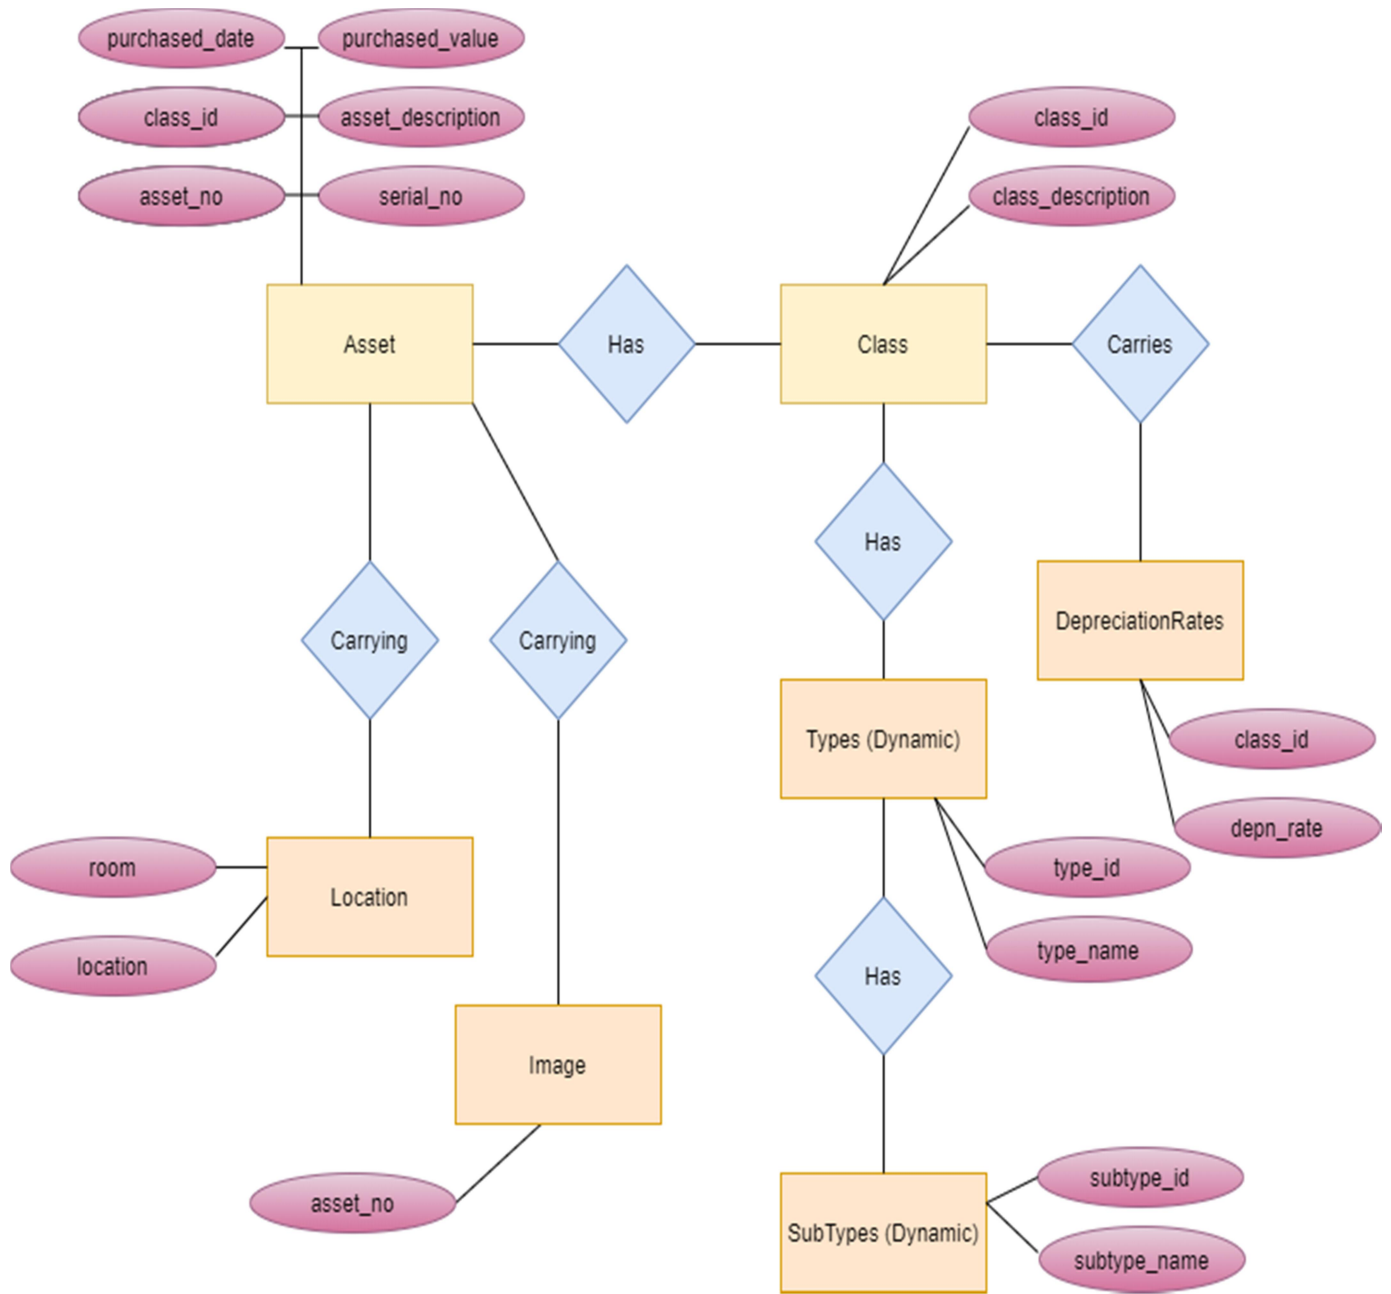 purchased_date
purchased_value
class_id
asset_description
asset_no
serial_no
class_id
class_description
Asset
Has
Class
Carries
Has
Carrying
Carrying
DepreciationRates
Types (Dynamic)
class_id
depn_rate
room
Location
type_id
location
type_name
Has
Image
asset_no
subtype_id
SubTypes (Dynamic)
subtype_name